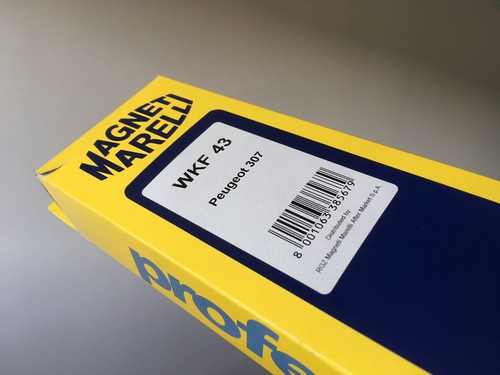 MAGNETI
MARELLI
WKF 43
Peugeot 307
8 001063 385679
Distributed by
RGZ Magneti Marelli After Market S.p.A
profe